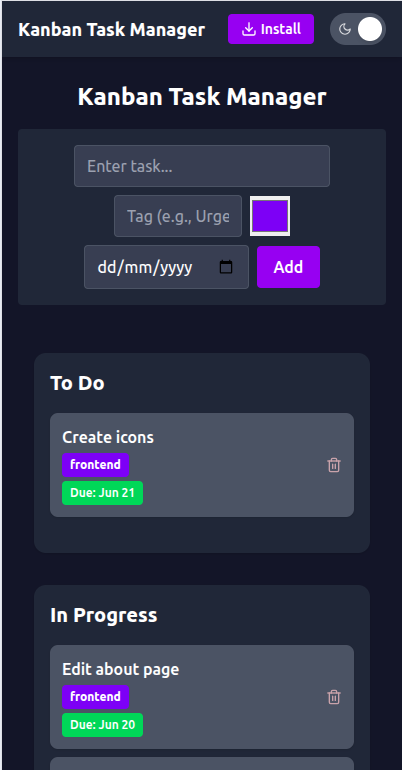 Kanban Task Manager Install
Kanban Task Manager
Enter task...
Tag (e.g., Urge
dd/mm/yyyy Add
To Do
Create icons
frontend
Due: Jun 21
In Progress
Edit about page
frontend
Due: Jun 20